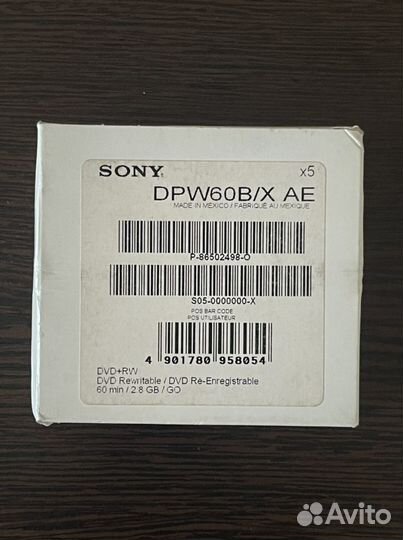 SONY
x5
DPW60B/X AE
MADE IN MEXICO / FABRIQUÉ AU MEXIQUE
P-86502498-O
S05-0000000-X
POS BAR CODE
POS UTILISATEUR
4 901780 958054
DVD+RW
DVD Rewritable / DVD Ré-Enregistrable
60 min / 2.8 GB / GO
Avito